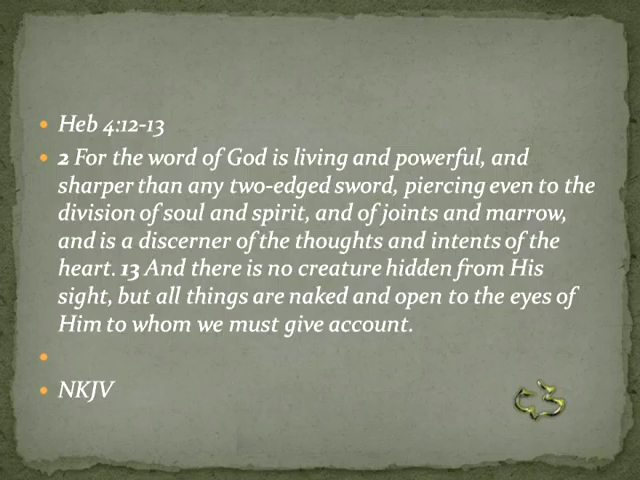 Heb 4:12-13
2 For the word of God is living and powerful, and
sharper than any two-edged sword, piercing even to the
division of soul and spirit, and of joints and marrow,
and is a discerner of the thoughts and intents of the
heart. 13 And there is no creature hidden from His
sight, but all things are naked and open to the eyes of
Him to whom we must give account.
NKJV